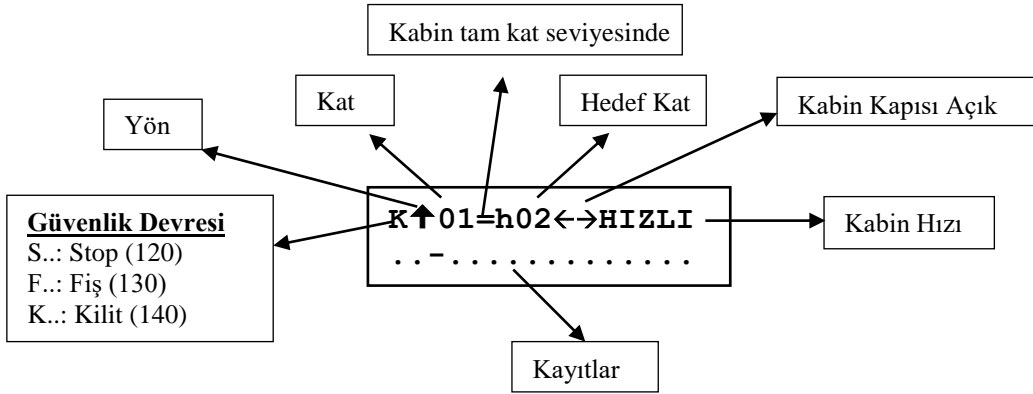 Kabin tam kat seviyesinde
Kat
Hedef Kat
Kabin Kapısı Açık
Yön
Güvenlik Devresi
S..: Stop (120)
F..: Fiş (130)
K..: Kilit (140)
K↑01=h02←→HIZLI
..-.............
Kabin Hızı
Kayıtlar